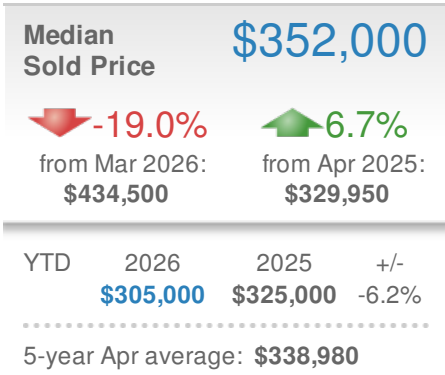 Median
Sold Price
$352,000
-19.0%
from Mar 2026:
$434,500
6.7%
from Apr 2025:
$329,950
YTD 2026 2025 +/-
$305,000 $325,000 -6.2%
5-year Apr average: $338,980